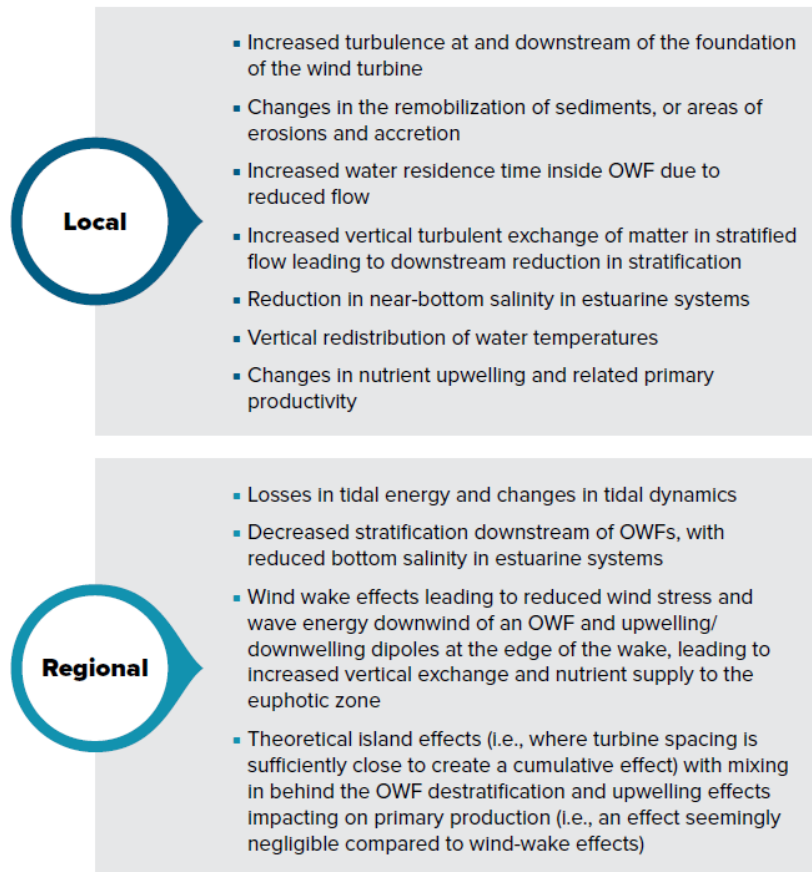 Local
▪ Increased turbulence at and downstream of the foundation
of the wind turbine
▪ Changes in the remobilization of sediments, or areas of
erosions and accretion
▪ Increased water residence time inside OWF due to
reduced flow
▪ Increased vertical turbulent exchange of matter in stratified
flow leading to downstream reduction in stratification
▪ Reduction in near-bottom salinity in estuarine systems
▪ Vertical redistribution of water temperatures
▪ Changes in nutrient upwelling and related primary
productivity
Regional
▪ Losses in tidal energy and changes in tidal dynamics
▪ Decreased stratification downstream of OWFs, with
reduced bottom salinity in estuarine systems
▪ Wind wake effects leading to reduced wind stress and
wave energy downwind of an OWF and upwelling/
downwelling dipoles at the edge of the wake, leading to
increased vertical exchange and nutrient supply to the
euphotic zone
▪ Theoretical island effects (i.e., where turbine spacing is
sufficiently close to create a cumulative effect) with mixing
in behind the OWF destratification and upwelling effects
impacting on primary production (i.e., an effect seemingly
negligible compared to wind-wake effects)